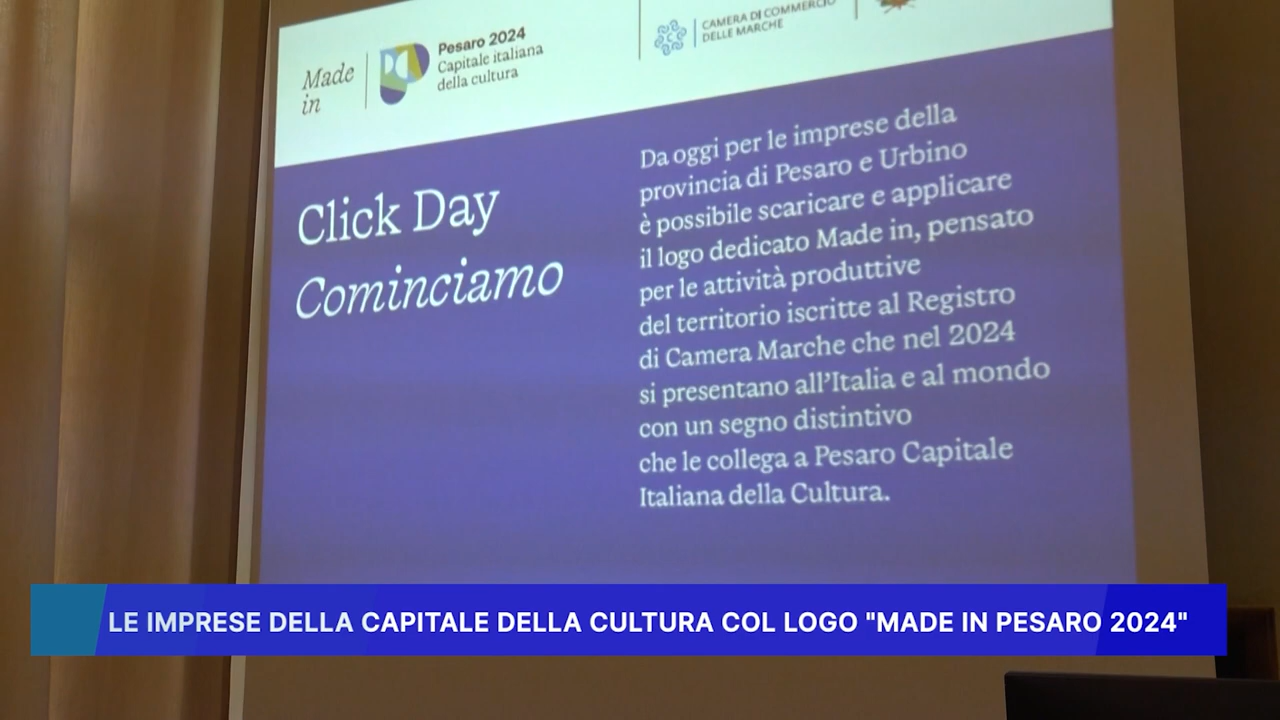 Made
in
Pesaro 2024
Capitale italiana
della cultura
CAMERA DI COMMERCIO
DELLE MARCHE
Click Day
Cominciamo
Da oggi per le imprese della
provincia di Pesaro e Urbino
è possibile scaricare e applicare
il logo dedicato Made in, pensato
per le attività produttive
del territorio iscritte al Registro
di Camera Marche che nel 2024
si presentano all’Italia e al mondo
con un segno distintivo
che le collega a Pesaro Capitale
Italiana della Cultura.
LE IMPRESE DELLA CAPITALE DELLA CULTURA COL LOGO "MADE IN PESARO 2024"